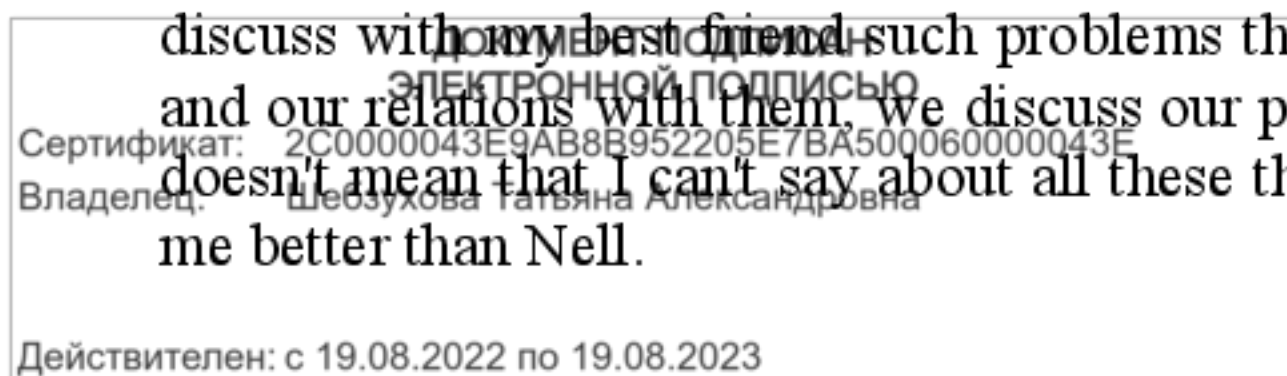 discuss with my best friend such problems th
ДОКУМЕНТ ПОДПИСАН
ЭЛЕКТРОННОЙ ПОДПИСЬЮ
and our relations with them, we discuss our p
Сертификат: 2C0000043E9AB8B952205E7BA500060000043E
doesn't mean that I can't say about all these th
Владелец: Шебзухова Татьяна Александровна
me better than Nell.
Действителен: с 19.08.2022 по 19.08.2023